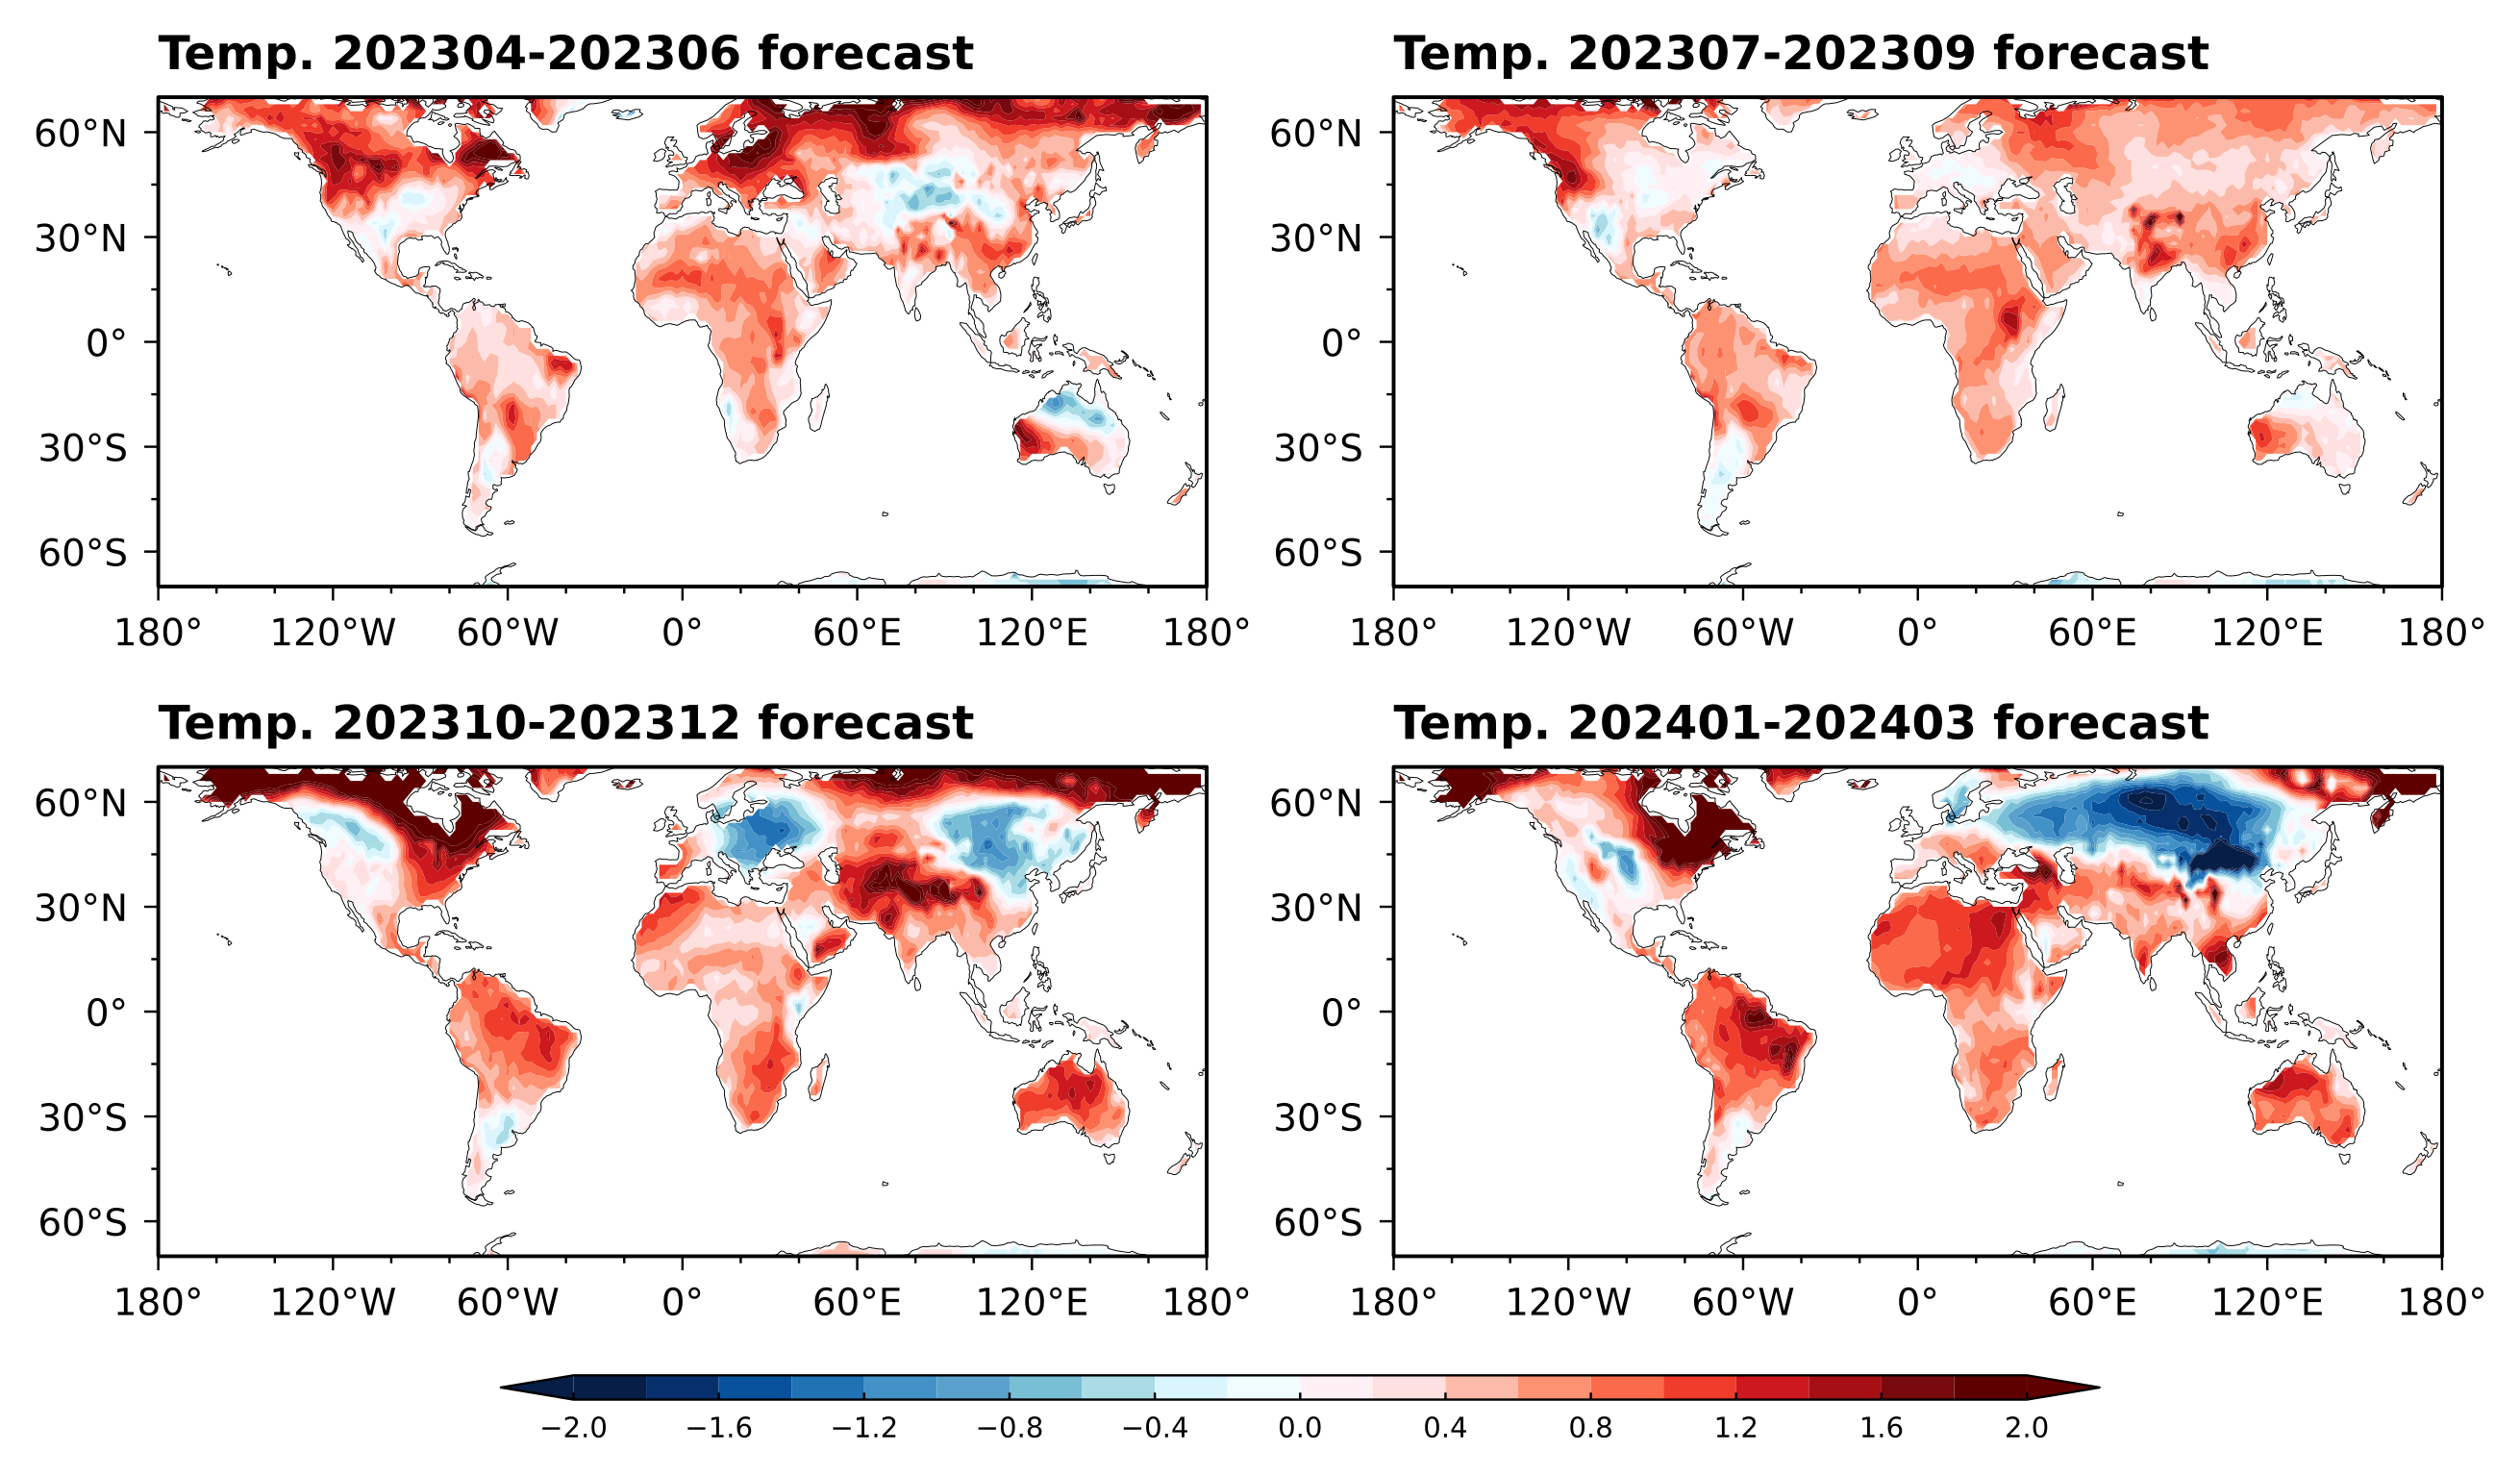 Temp. 202304-202306 forecast
60°N
30°N
0°
30°S
60°S
180° 120°W 60°W 0° 60°E 120°E 180°
Temp. 202307-202309 forecast
60°N
30°N
0°
30°S
60°S
180° 120°W 60°W 0° 60°E 120°E 180°
Temp. 202310-202312 forecast
60°N
30°N
0°
30°S
60°S
180° 120°W 60°W 0° 60°E 120°E 180°
Temp. 202401-202403 forecast
60°N
30°N
0°
30°S
60°S
180° 120°W 60°W 0° 60°E 120°E 180°
−2.0 −1.6 −1.2 −0.8 −0.4 0.0 0.4 0.8 1.2 1.6 2.0